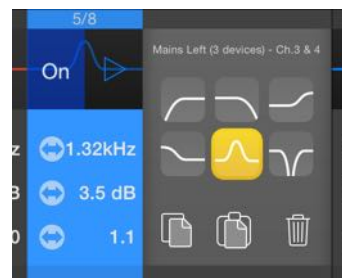 5/8
Mains Left (3 devices) - Ch.3 & 4
On
z
1.32kHz
B
3.5 dB
0
1.1